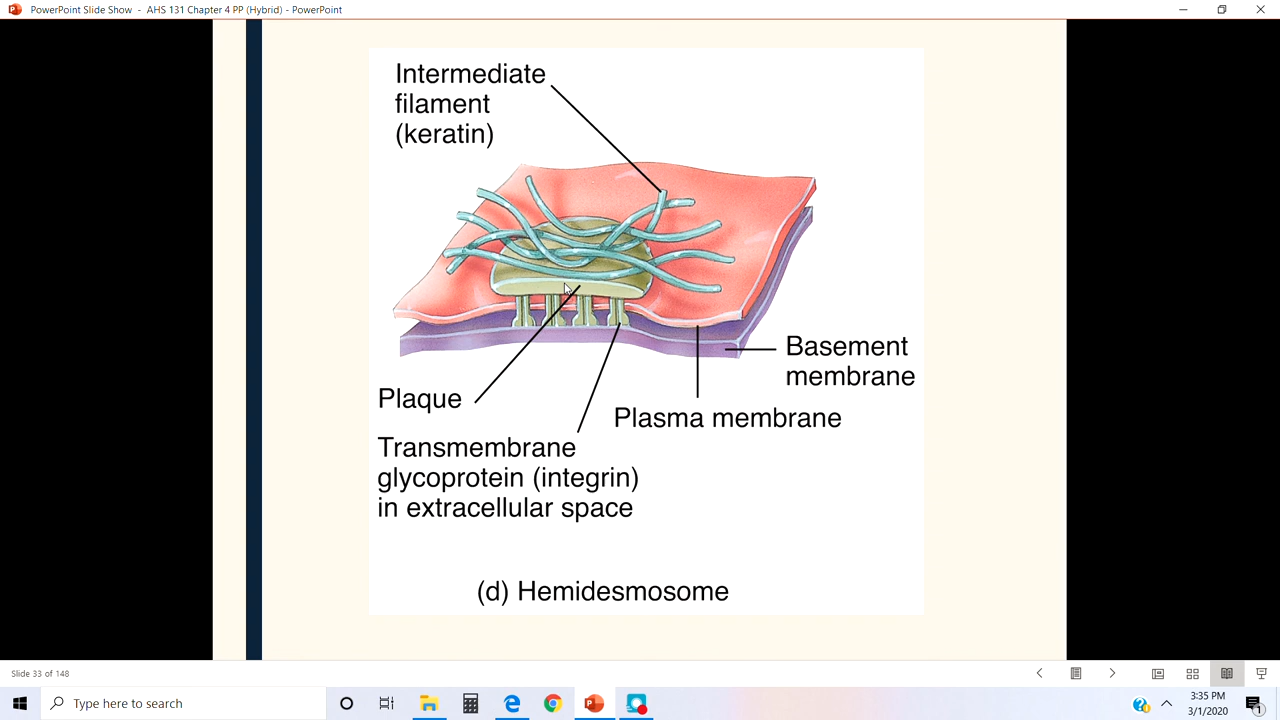 PowerPoint Slide Show - AHS 131 Chapter 4 PP (Hybrid) - PowerPoint
Intermediate
filament
(keratin)
Basement
membrane
Plaque
Plasma membrane
Transmembrane
glycoprotein (integrin)
in extracellular space
(d) Hemidesmosome
Slide 33 of 148
Type here to search
3:35 PM
3/1/2020
1